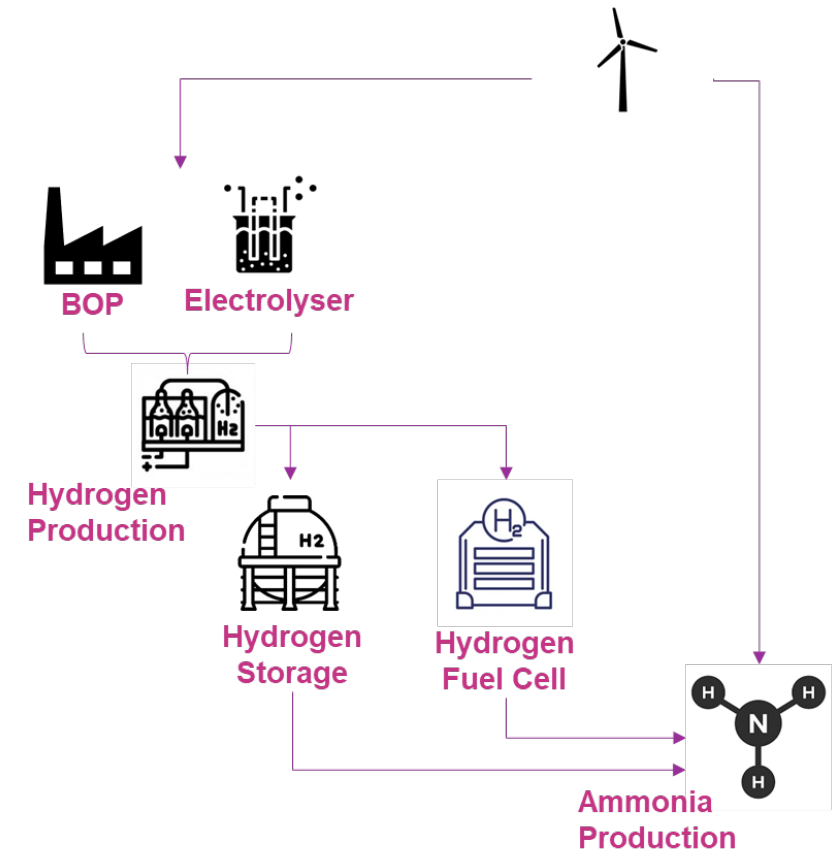 BOP
Electrolyser
H2
Hydrogen
Production
H2
H2
Hydrogen
Storage
Hydrogen
Fuel Cell
H
H
N
H
Ammonia
Production